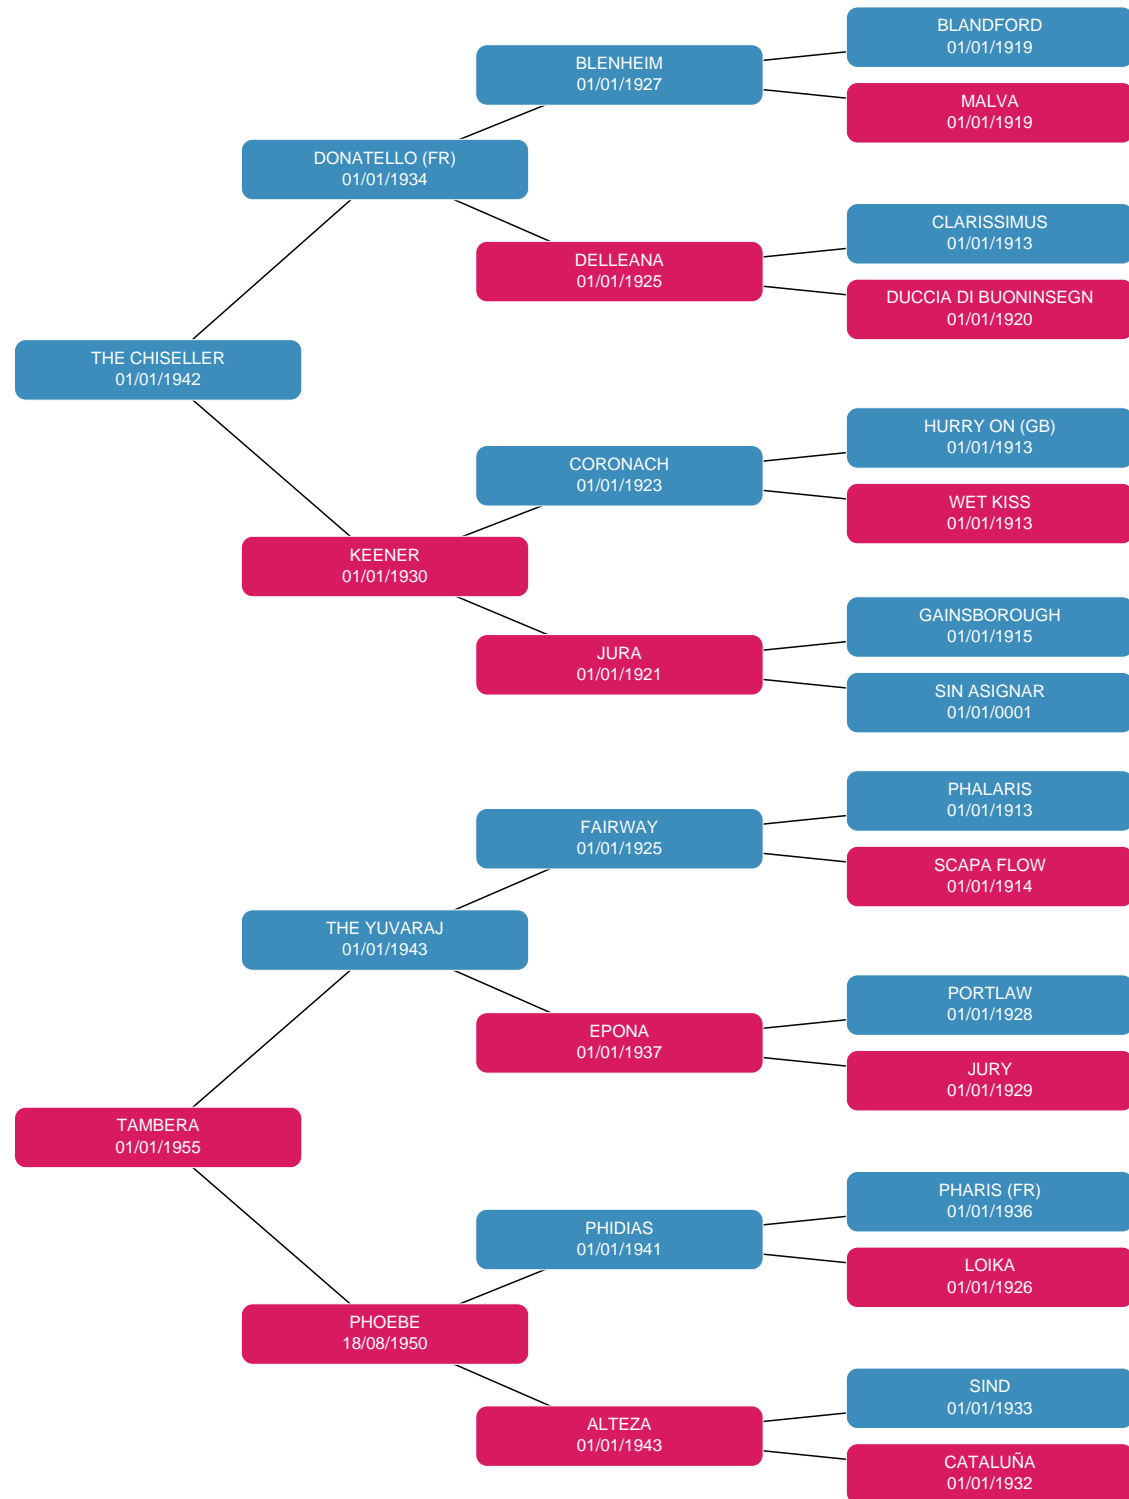 BLANDFORD
01/01/1919
BLENHEIM
01/01/1927
MALVA
01/01/1919
DONATELLO (FR)
01/01/1934
CLARISSIMUS
01/01/1913
DELLEANA
01/01/1925
DUCCIA DI BUONINSEGN
01/01/1920
THE CHISELLER
01/01/1942
HURRY ON (GB)
01/01/1913
CORONACH
01/01/1923
WET KISS
01/01/1913
KEENER
01/01/1930
GAINSBOROUGH
01/01/1915
JURA
01/01/1921
SIN ASIGNAR
01/01/0001
PHALARIS
01/01/1913
FAIRWAY
01/01/1925
SCAPA FLOW
01/01/1914
THE YUVARAJ
01/01/1943
PORTLAW
01/01/1928
EPONA
01/01/1937
JURY
01/01/1929
TAMBERA
01/01/1955
PHARIS (FR)
01/01/1936
PHIDIAS
01/01/1941
LOIKA
01/01/1926
PHOEBE
18/08/1950
SIND
01/01/1933
ALTEZA
01/01/1943
CATALUÑA
01/01/1932